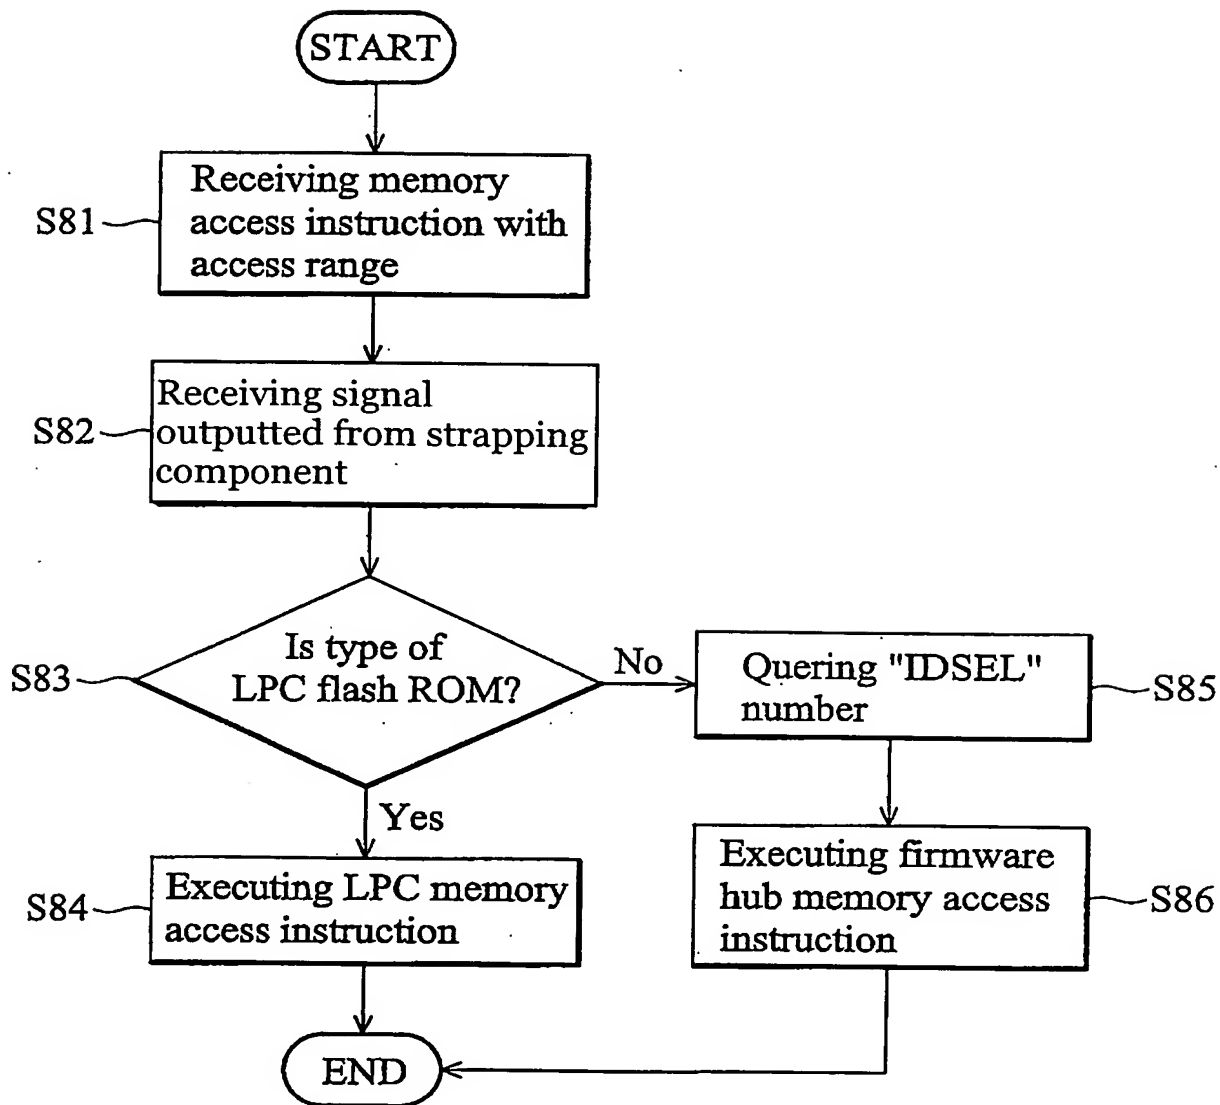 START
S81
Receiving memory
access instruction with
access range
S82
Receiving signal
outputted from strapping
component
S83
Is type of
LPC flash ROM?
No
Quering "IDSEL"
number
S85
Yes
S84
Executing LPC memory
access instruction
Executing firmware
hub memory access
instruction
S86
END